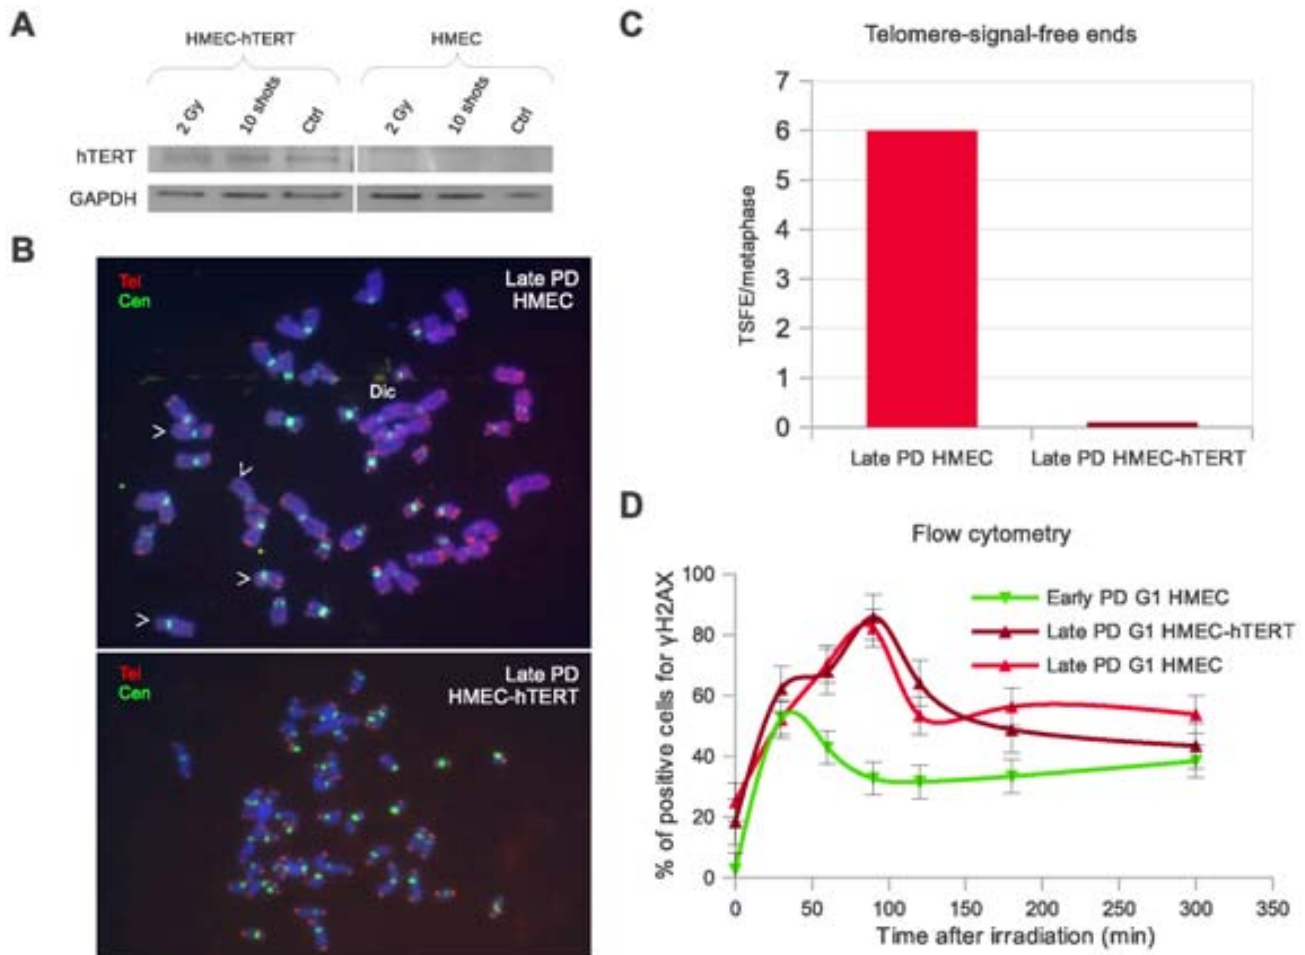 A
HMEC-hTERT
HMEC
2 Gy
10 shots
Ctrl
2 Gy
10 shots
Ctrl
hTERT
GAPDH
B
Tel
Cen
Late PD
HMEC
Dic
>
>
>
>
Tel
Cen
Late PD
HMEC-hTERT
C
Telomere-signal-free ends
TSFE/metaphase
7
6
5
4
3
2
1
0
Late PD HMEC
Late PD HMEC-hTERT
D
Flow cytometry
% of positive cells for γH2AX
100
80
60
40
20
0
Early PD G1 HMEC
Late PD G1 HMEC-hTERT
Late PD G1 HMEC
0 50 100 150 200 250 300 350
Time after irradiation (min)